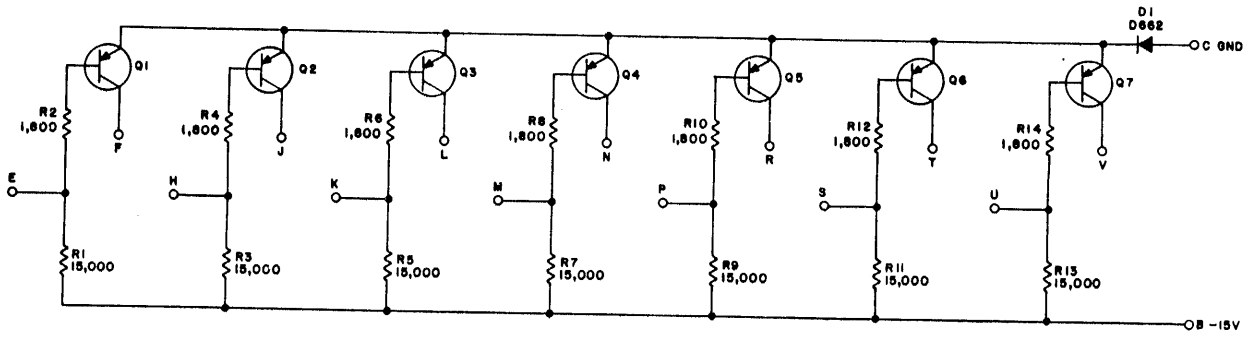 D1
D662
C GND
Q1
Q2
Q3
Q4
Q5
Q6
Q7
R2
1,800
R4
1,800
R6
1,800
R8
1,800
R10
1,800
R12
1,800
R14
1,800
F
J
L
N
R
T
V
E
H
K
M
P
S
U
R1
15,000
R3
15,000
R5
15,000
R7
15,000
R9
15,000
R11
15,000
R13
15,000
B -15V